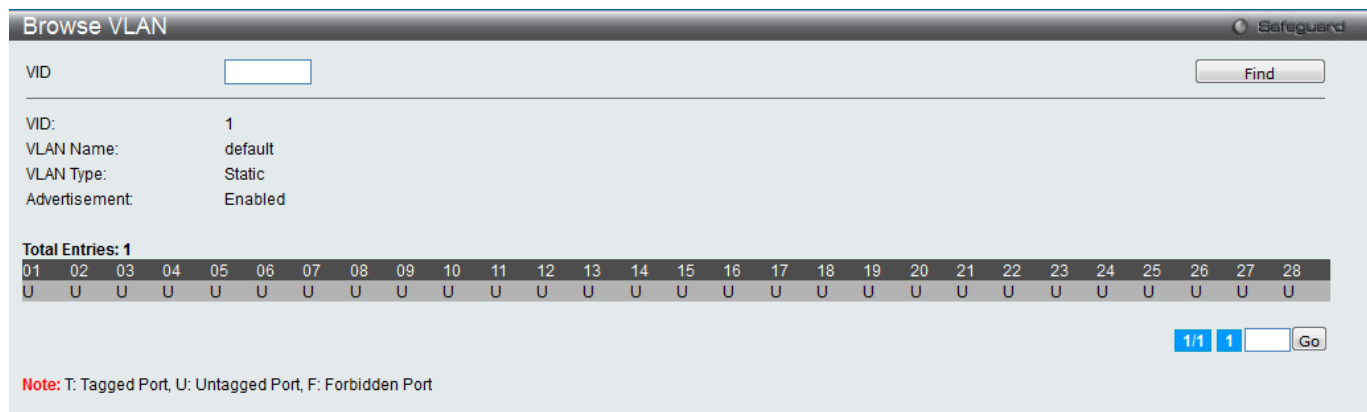 Browse VLAN Safeguard
VID Find
VID: 1
VLAN Name: default
VLAN Type: Static
Advertisement: Enabled
Total Entries: 1
01 02 03 04 05 06 07 08 09 10 11 12 13 14 15 16 17 18 19 20 21 22 23 24 25 26 27 28
U U U U U U U U U U U U U U U U U U U U U U U U U U U U
1/1 1 Go
Note: T: Tagged Port, U: Untagged Port, F: Forbidden Port